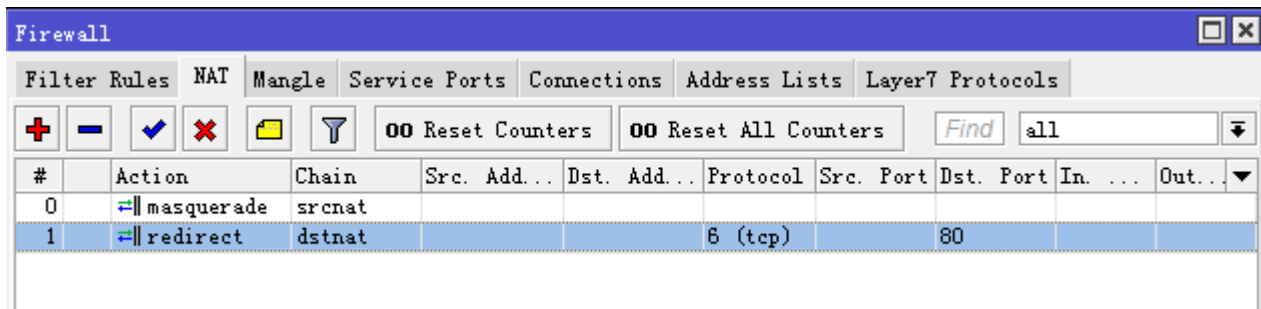 Firewall
Filter Rules NAT Mangle Service Ports Connections Address Lists Layer7 Protocols
00 Reset Counters 00 Reset All Counters Find all
# Action Chain Src. Add... Dst. Add... Protocol Src. Port Dst. Port In. ... Out...
0 masquerade srcnat
1 redirect dstnat 6 (tcp) 80